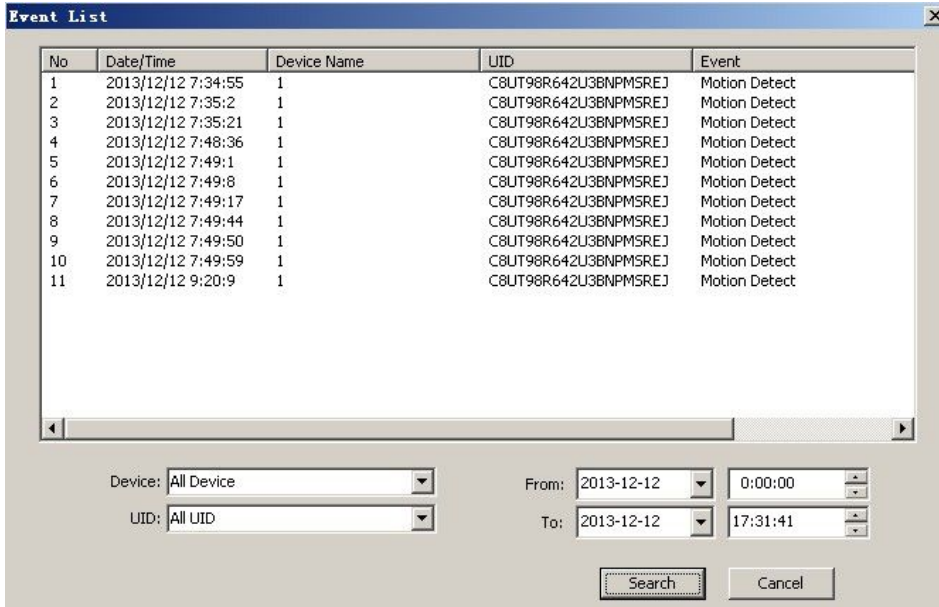 Event List
No Date/Time Device Name UID Event
1 2013/12/12 7:34:55 1 C8UT98R642U3BNPMSREJ Motion Detect
2 2013/12/12 7:35:2 1 C8UT98R642U3BNPMSREJ Motion Detect
3 2013/12/12 7:35:21 1 C8UT98R642U3BNPMSREJ Motion Detect
4 2013/12/12 7:48:36 1 C8UT98R642U3BNPMSREJ Motion Detect
5 2013/12/12 7:49:1 1 C8UT98R642U3BNPMSREJ Motion Detect
6 2013/12/12 7:49:8 1 C8UT98R642U3BNPMSREJ Motion Detect
7 2013/12/12 7:49:17 1 C8UT98R642U3BNPMSREJ Motion Detect
8 2013/12/12 7:49:44 1 C8UT98R642U3BNPMSREJ Motion Detect
9 2013/12/12 7:49:50 1 C8UT98R642U3BNPMSREJ Motion Detect
10 2013/12/12 7:49:59 1 C8UT98R642U3BNPMSREJ Motion Detect
11 2013/12/12 9:20:9 1 C8UT98R642U3BNPMSREJ Motion Detect
Device: All Device From: 2013-12-12 0:00:00
UID: All UID To: 2013-12-12 17:31:41
Search Cancel